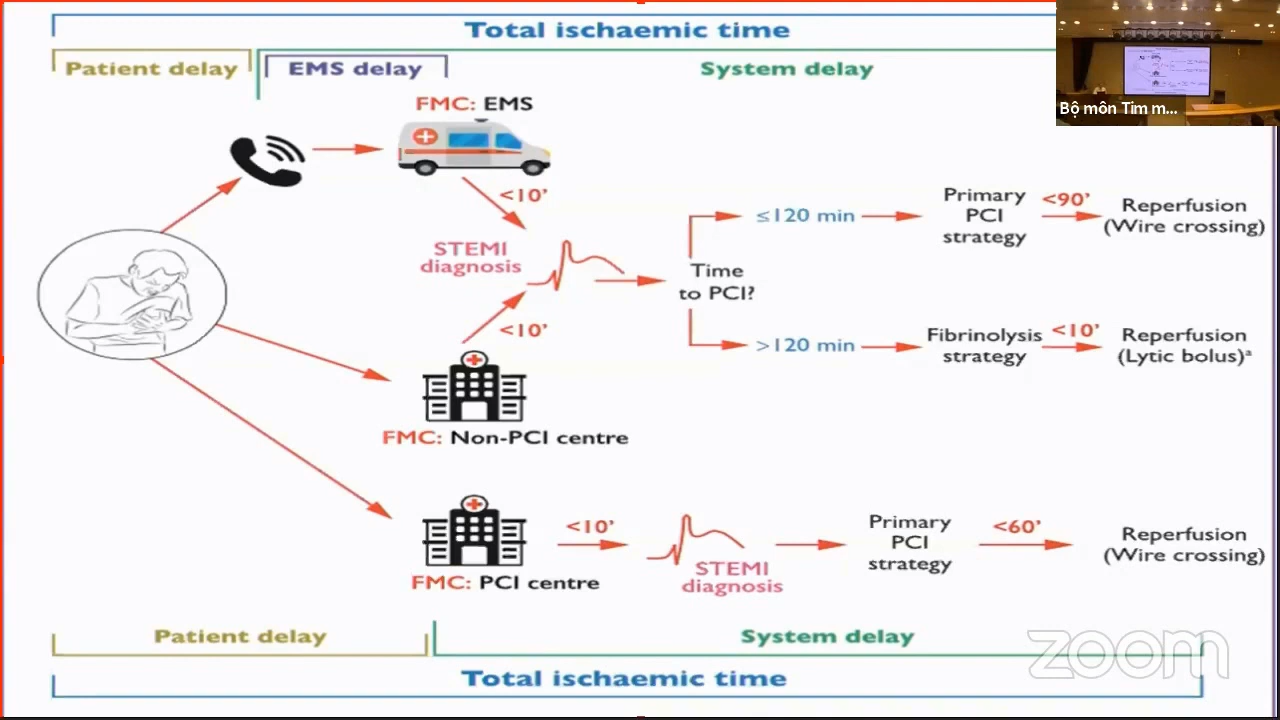 Total ischaemic time
Patient delay
EMS delay
System delay
Bộ môn Tim m...
FMC: EMS
<10'
STEMI
diagnosis
<10'
Time
to PCI?
≤120 min
Primary
PCI
strategy
<90'
Reperfusion
(Wire crossing)
>120 min
Fibrinolysis
strategy
<10'
Reperfusion
(Lytic bolus)ª
FMC: Non-PCI centre
FMC: PCI centre
<10'
STEMI
diagnosis
Primary
PCI
strategy
<60'
Reperfusion
(Wire crossing)
Patient delay
System delay
Total ischaemic time
zoom